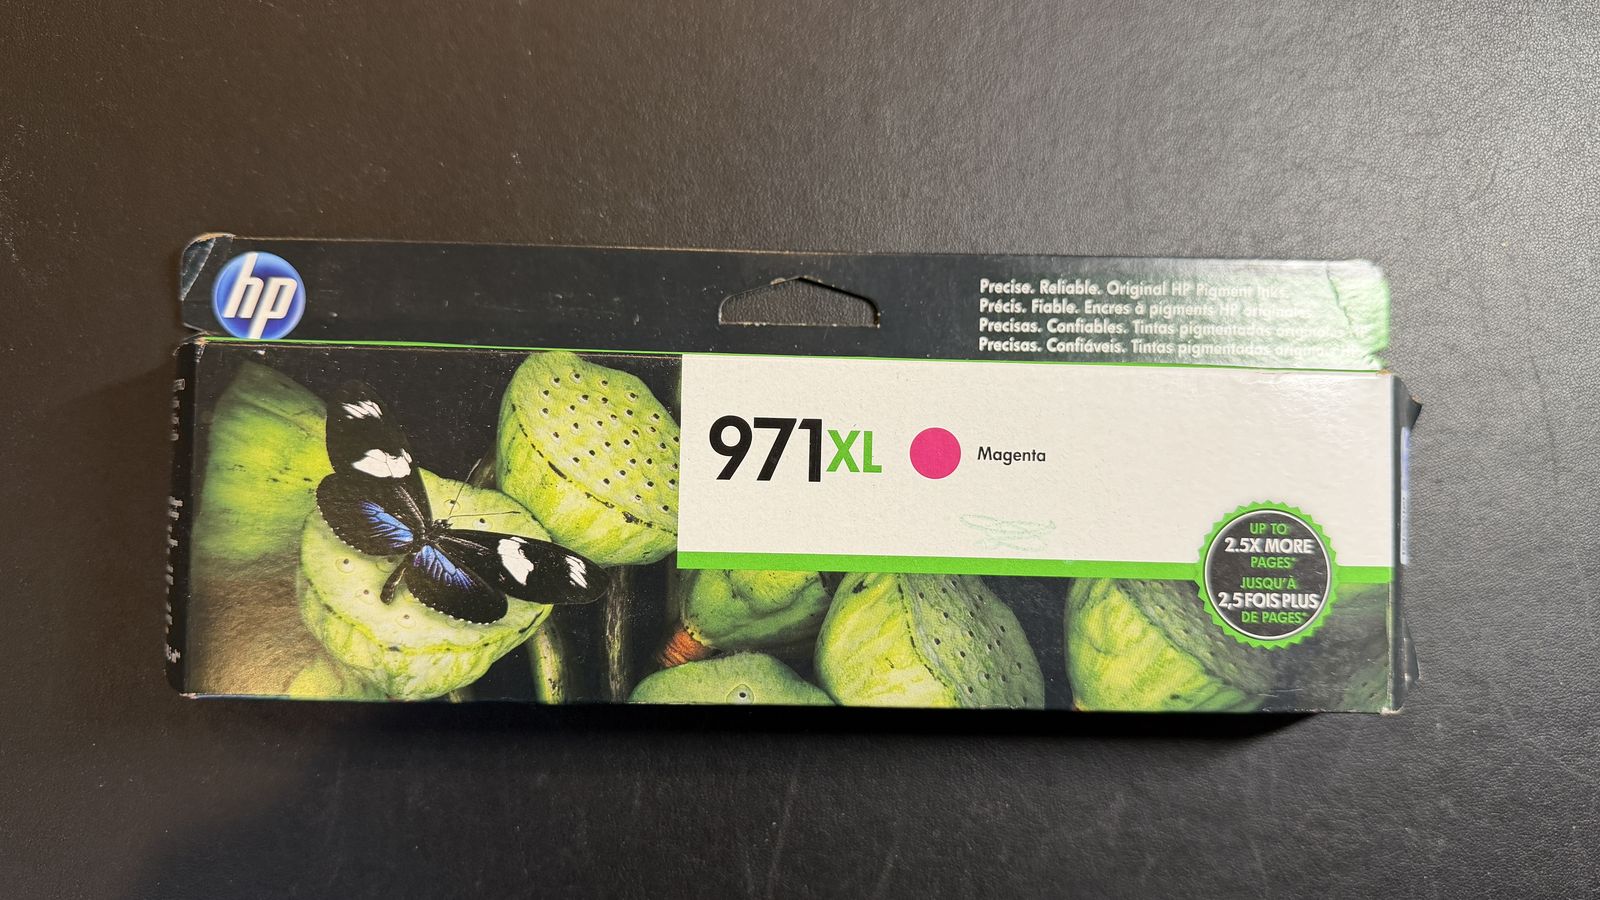 hp
Precise. Reliable. Original HP Pigment Inks.
Précis. Fiable. Encres à pigments HP originales.
Precisas. Confiables. Tintas pigmentadas originales HP
Precisas. Confiáveis. Tintas pigmentadas HP
971XL Magenta
UP TO
2.5X MORE
PAGES*
JUSQU'À
2,5 FOIS PLUS
DE PAGES*